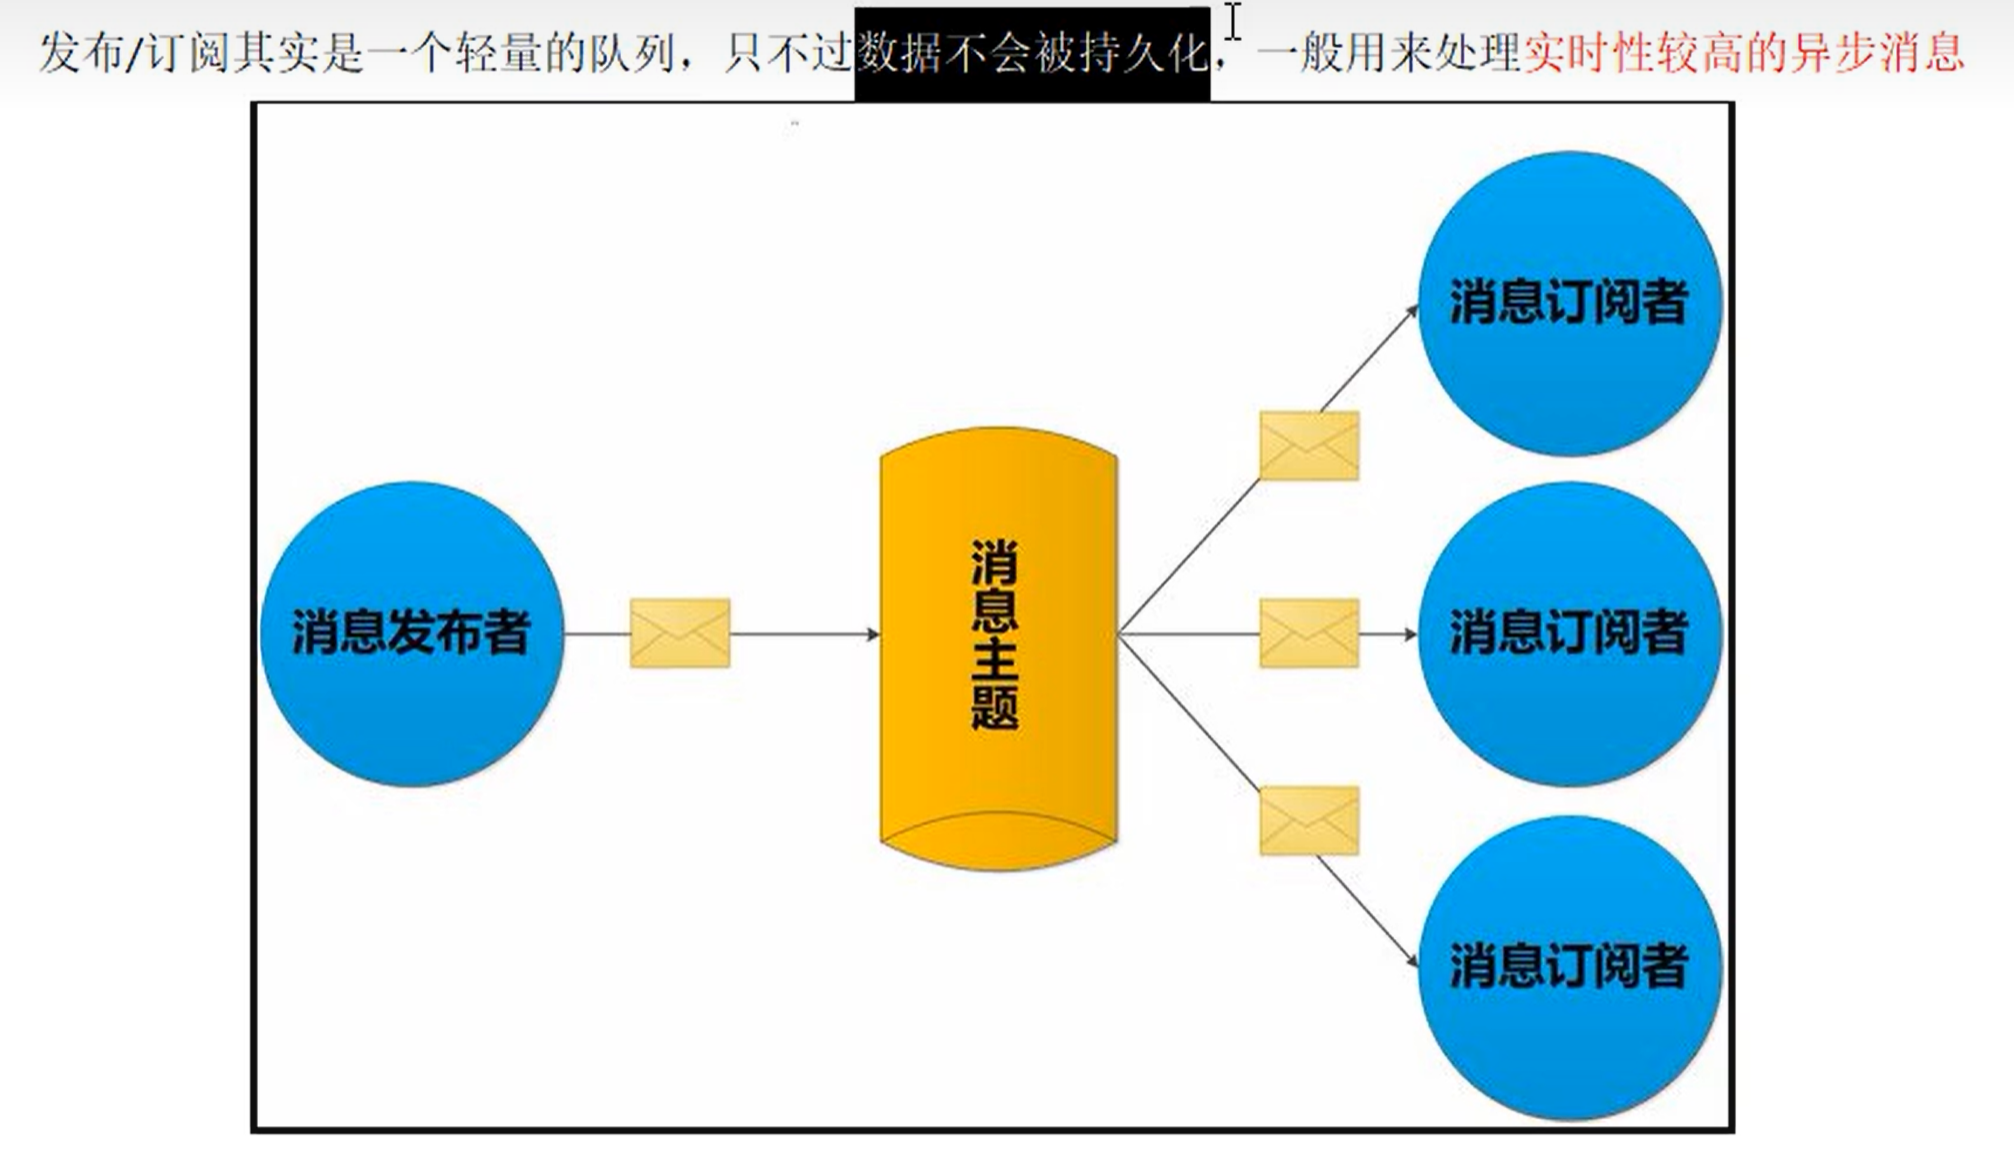 发布/订阅其实是一个轻量的队列，只不过数据不会被持久化，一般用来处理实时性较高的异步消息
消息订阅者
消息发布者
消息主题
消息订阅者
消息订阅者